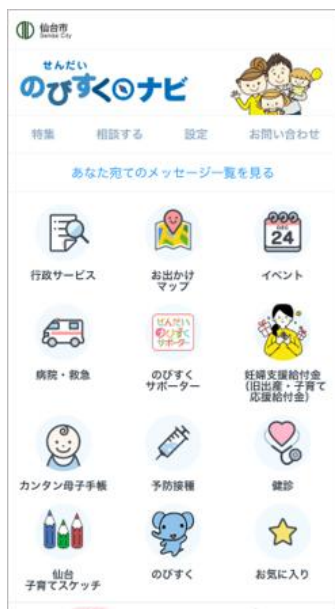 仙台市
Sendai City
せんだい
のびすくナビ
特集 相談する 設定 お問い合わせ
あなた宛てのメッセージ一覧を見る
行政サービス
お出かけ
マップ
DEC
24
イベント
病院・救急
せんだい
のびすく
サポーター
のびすく
サポーター
妊婦支援給付金
(旧出産・子育て
応援給付金)
カンタン母子手帳
予防接種
健診
仙台
子育てスケッチ
のびすく
お気に入り